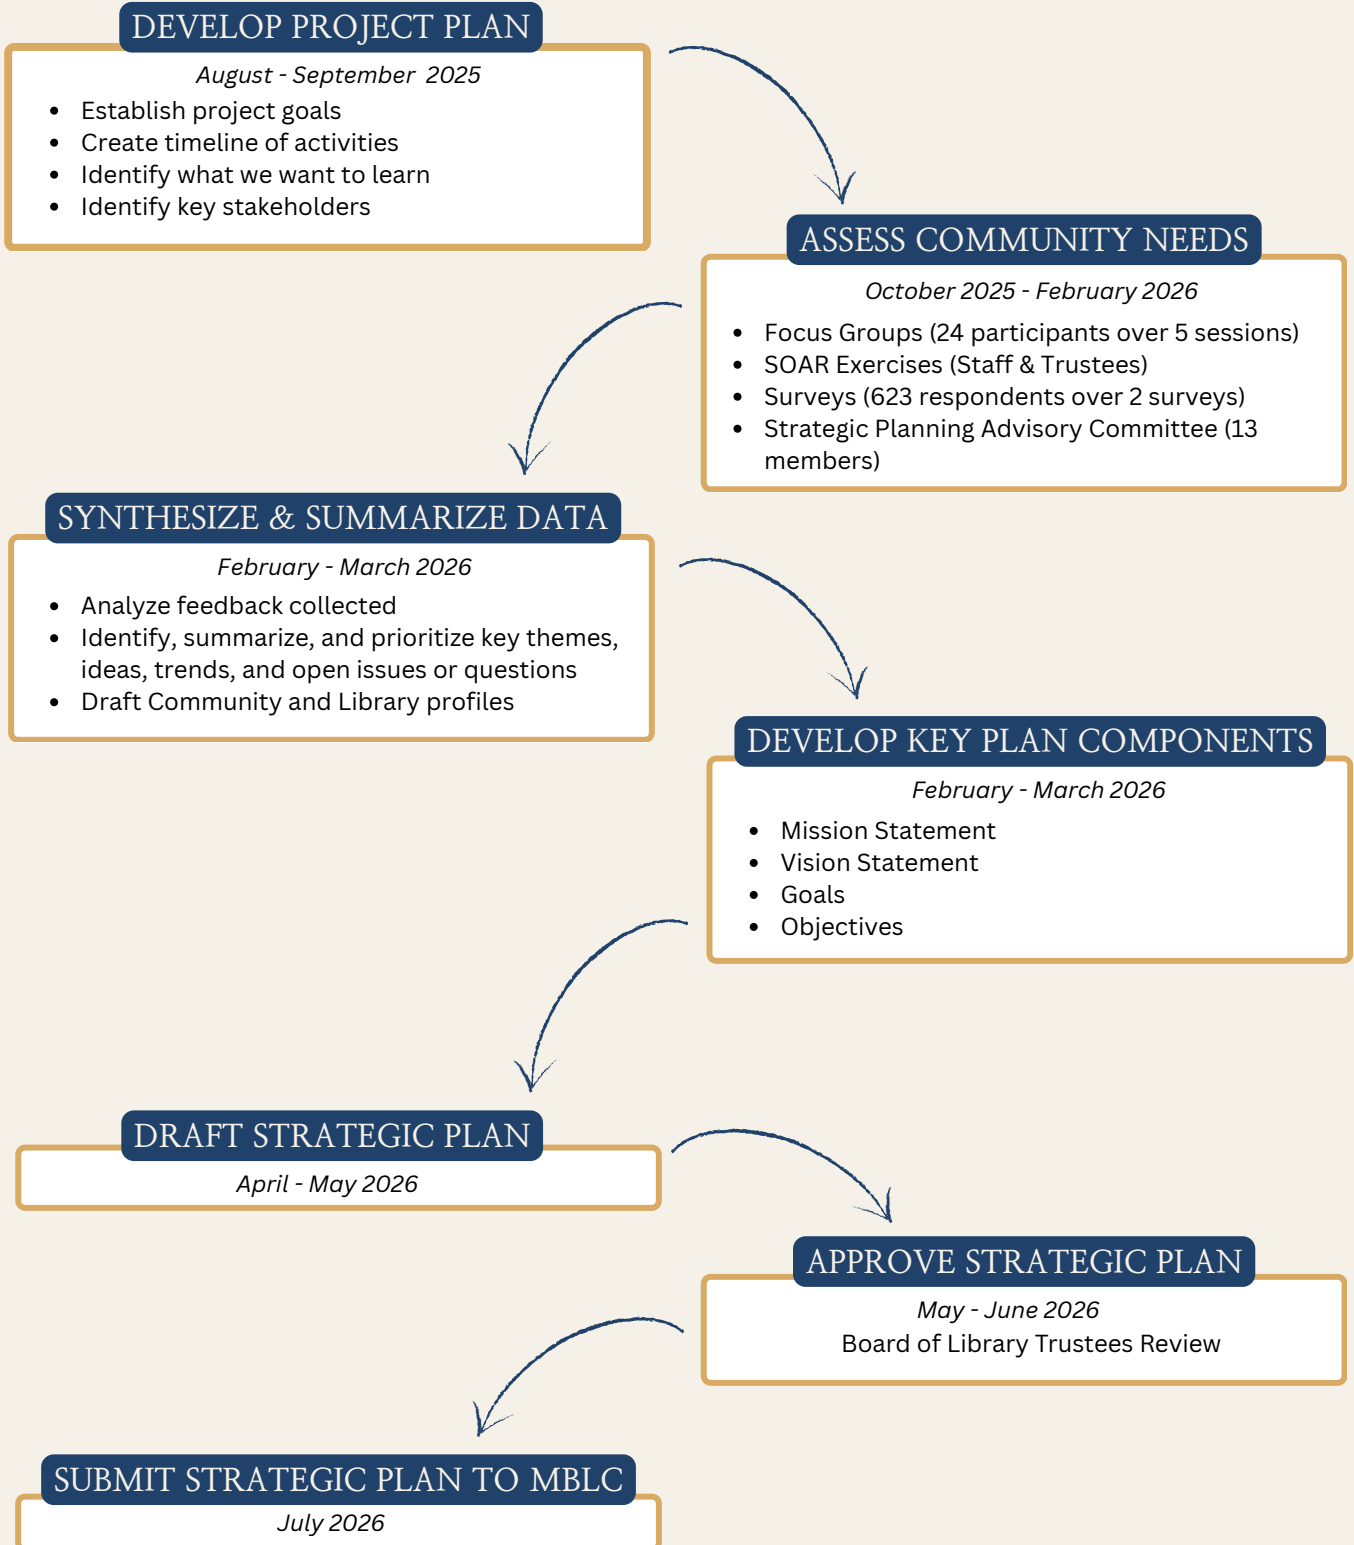 DEVELOP PROJECT PLAN
August - September 2025
• Establish project goals
• Create timeline of activities
• Identify what we want to learn
• Identify key stakeholders
ASSESS COMMUNITY NEEDS
October 2025 - February 2026
• Focus Groups (24 participants over 5 sessions)
• SOAR Exercises (Staff & Trustees)
• Surveys (623 respondents over 2 surveys)
• Strategic Planning Advisory Committee (13
members)
SYNTHESIZE & SUMMARIZE DATA
February - March 2026
• Analyze feedback collected
• Identify, summarize, and prioritize key themes,
ideas, trends, and open issues or questions
• Draft Community and Library profiles
DEVELOP KEY PLAN COMPONENTS
February - March 2026
• Mission Statement
• Vision Statement
• Goals
• Objectives
DRAFT STRATEGIC PLAN
April - May 2026
APPROVE STRATEGIC PLAN
May - June 2026
Board of Library Trustees Review
SUBMIT STRATEGIC PLAN TO MBLC
July 2026